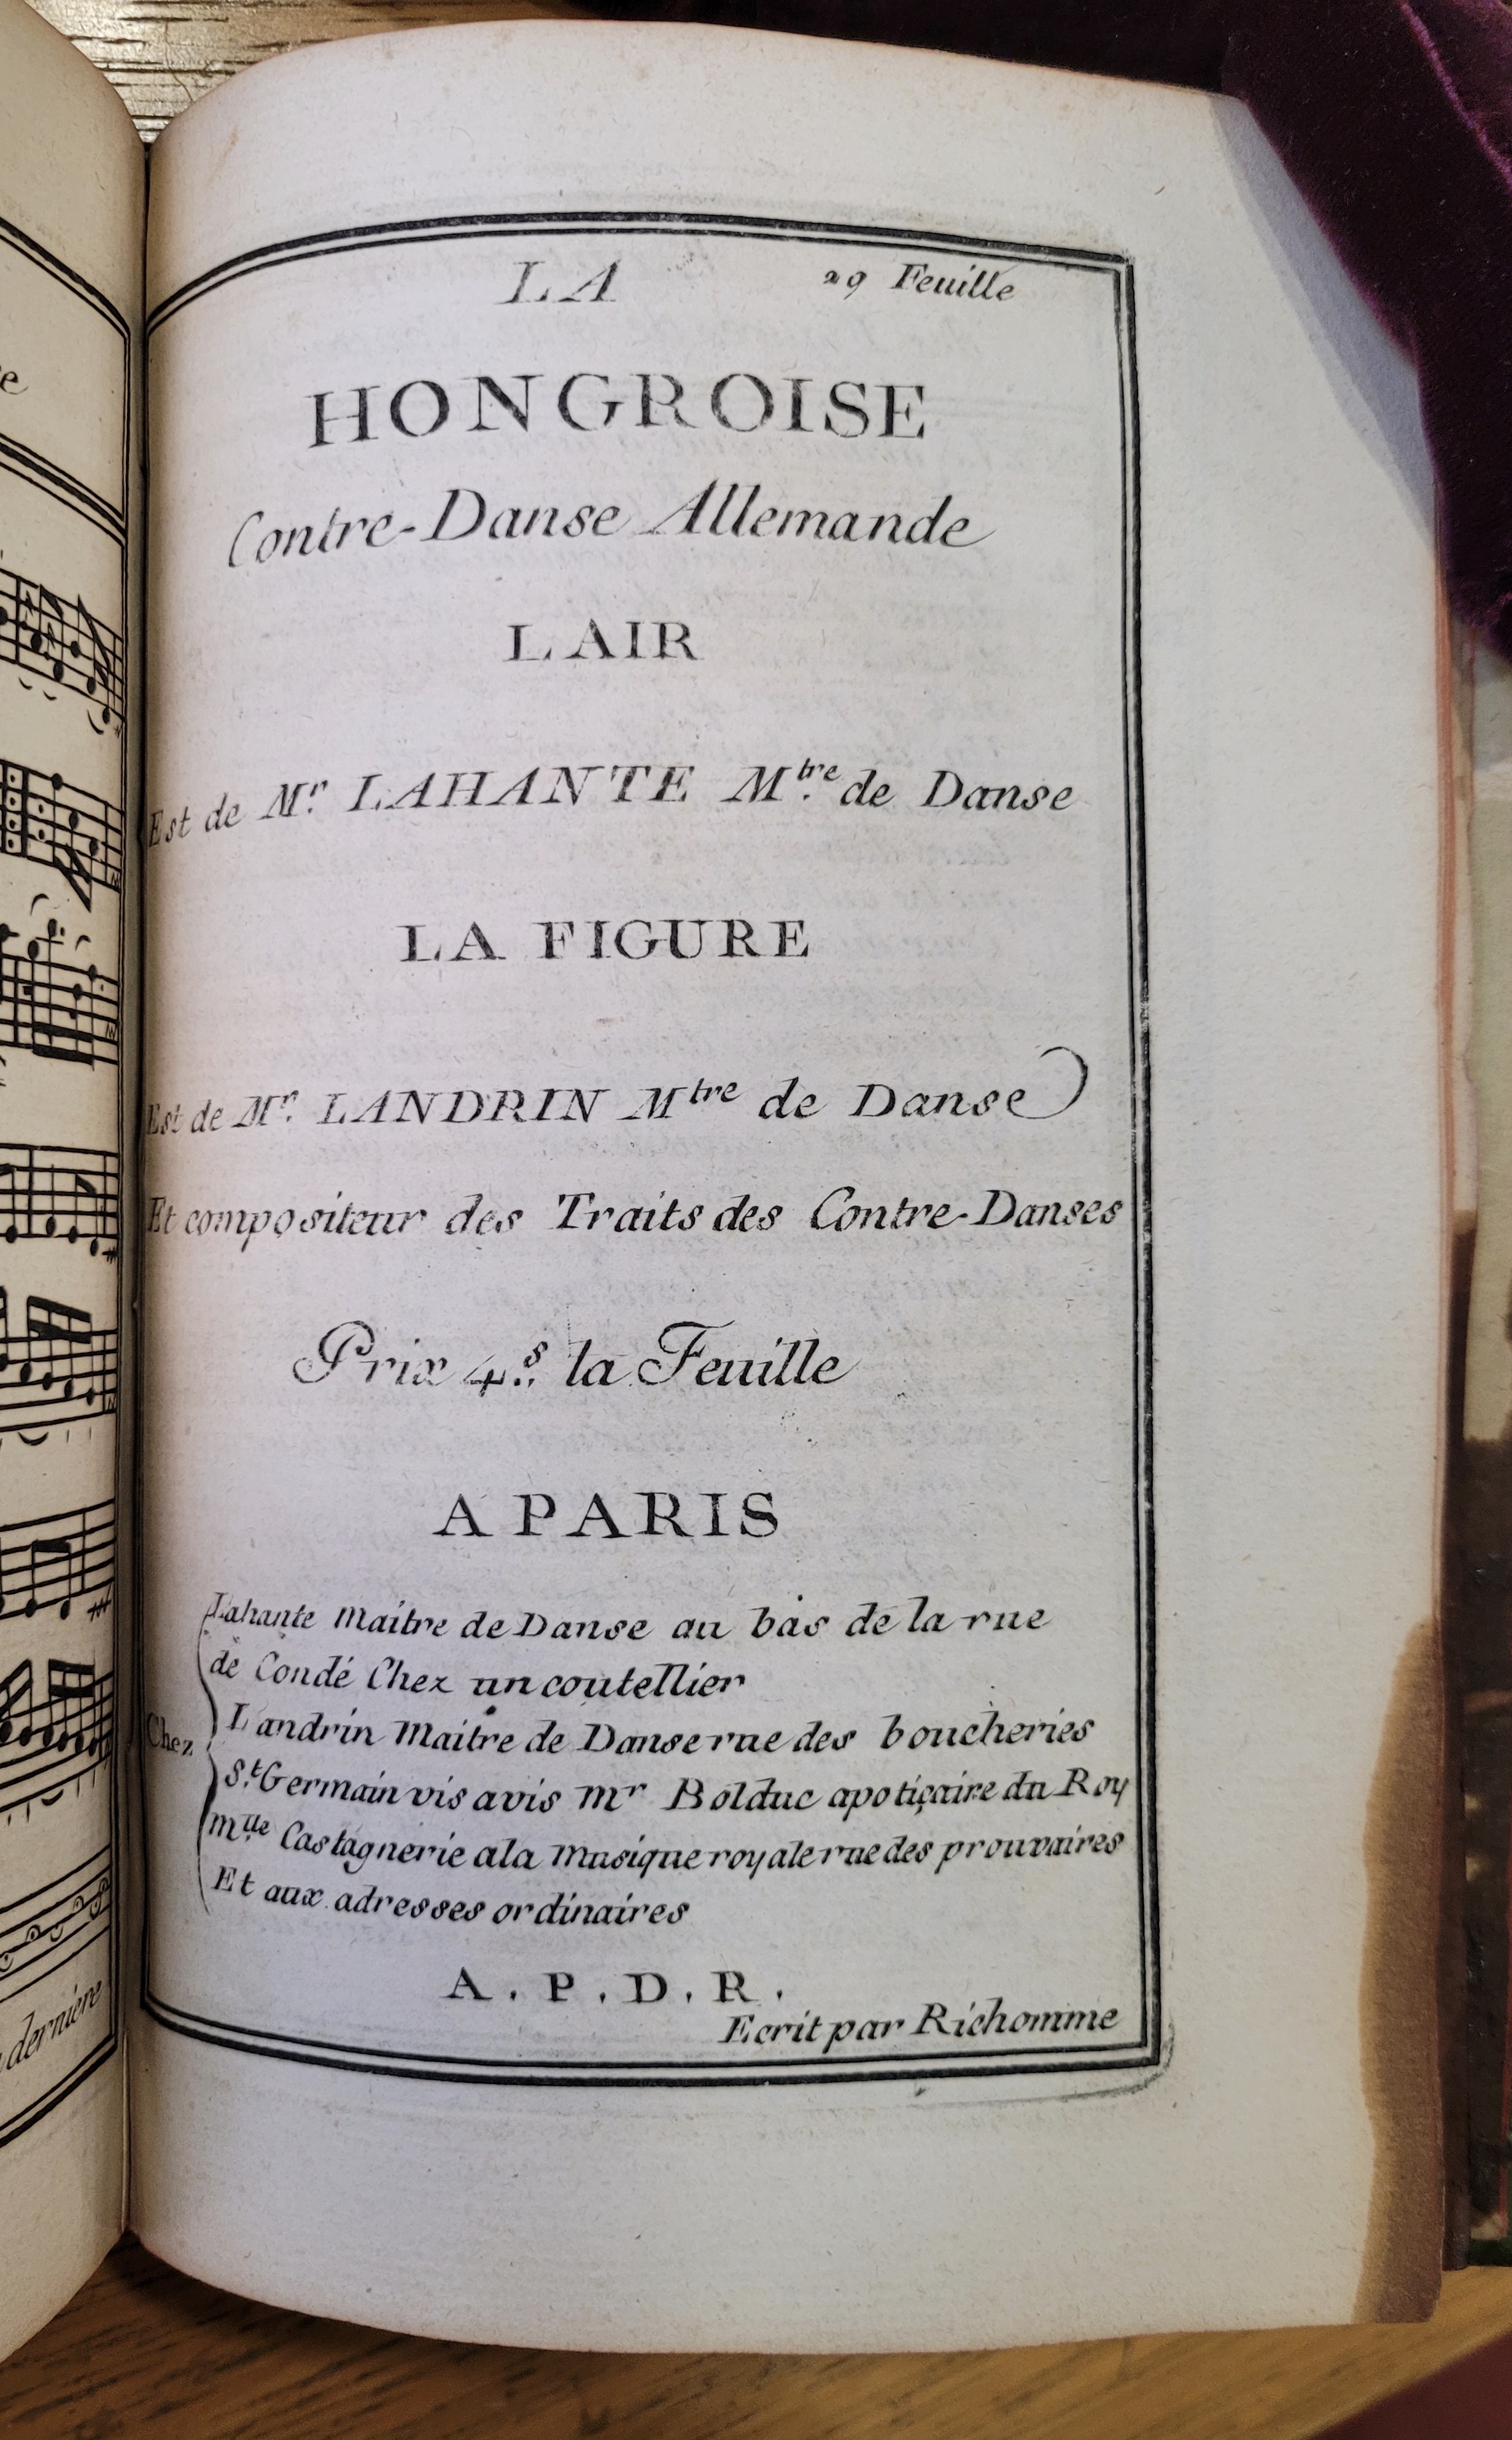 LA
29 Feuille
HONGROISE
Contre-Danse Allemande
L AIR
Est de Mr. LAHANTE Mtre. de Danse
LA FIGURE
Est de Mr. LANDRIN Mtre de Danse
Et compositeur des Traits des Contre-Danses
Prix 4.s. la Feuille
A PARIS
Chez
Lahante maitre de Danse au bas de la rue
de Condé Chez un coutellier
Landrin Maitre de Danse rue des boucheries
St. Germain vis avis mr Bolduc apoticaire du Roy
mlle Castagnerie ala musique royale rue des prouvaires
Et aux adresses ordinaires
A. P. D. R.
Ecrit par Richomme
derniere